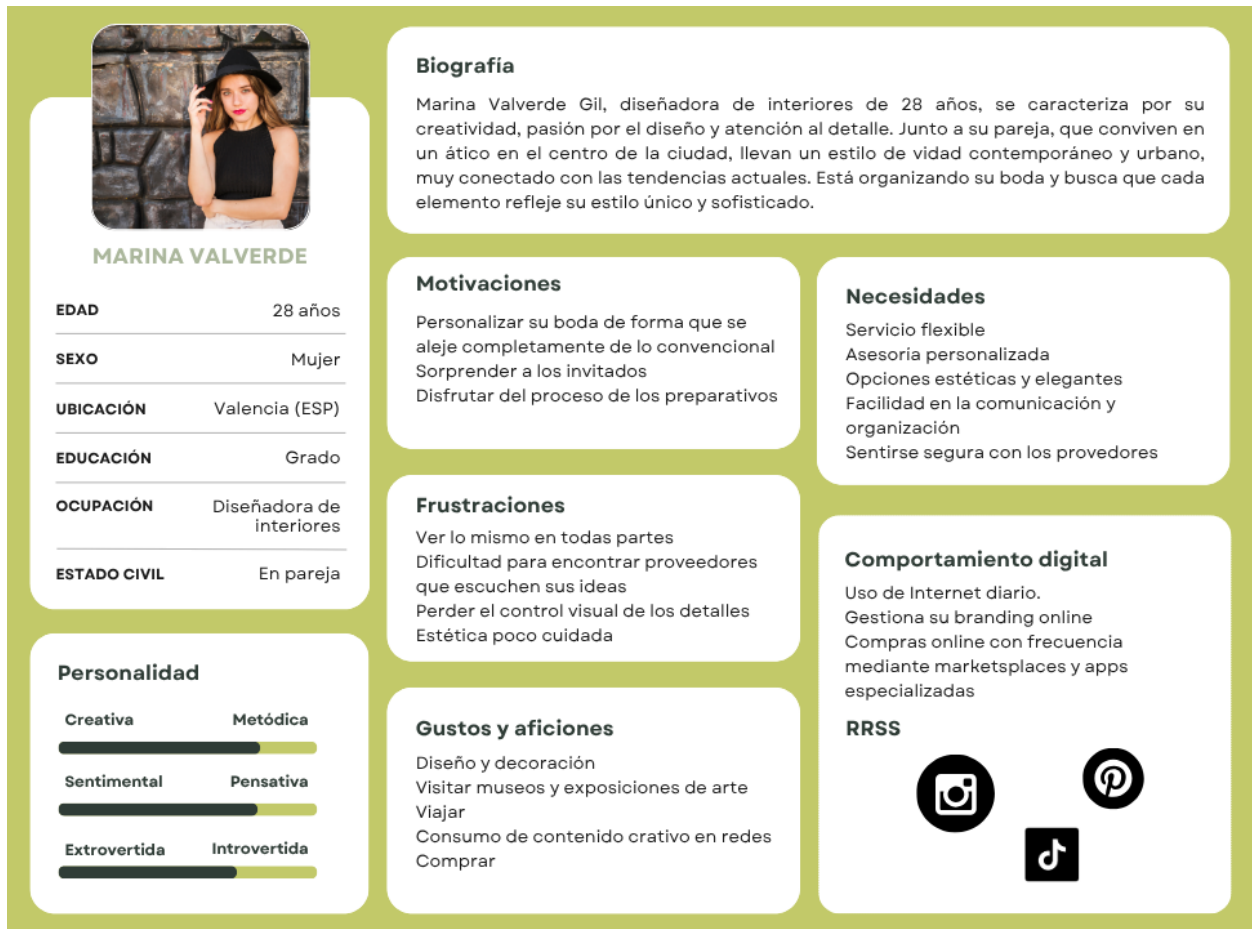 MARINA VALVERDE
EDAD 28 años
SEXO Mujer
UBICACIÓN Valencia (ESP)
EDUCACIÓN Grado
OCUPACIÓN Diseñadora de
interiores
ESTADO CIVIL En pareja
Personalidad
Creativa Metódica
Sentimental Pensativa
Extrovertida Introvertida
Biografía
Marina Valverde Gil, diseñadora de interiores de 28 años, se caracteriza por su
creatividad, pasión por el diseño y atención al detalle. Junto a su pareja, que conviven en
un ático en el centro de la ciudad, llevan un estilo de vidad contemporáneo y urbano,
muy conectado con las tendencias actuales. Está organizando su boda y busca que cada
elemento refleje su estilo único y sofisticado.
Motivaciones
Personalizar su boda de forma que se
aleje completamente de lo convencional
Sorprender a los invitados
Disfrutar del proceso de los preparativos
Frustraciones
Ver lo mismo en todas partes
Dificultad para encontrar proveedores
que escuchen sus ideas
Perder el control visual de los detalles
Estética poco cuidada
Gustos y aficiones
Diseño y decoración
Visitar museos y exposiciones de arte
Viajar
Consumo de contenido crativo en redes
Comprar
Necesidades
Servicio flexible
Asesoría personalizada
Opciones estéticas y elegantes
Facilidad en la comunicación y
organización
Sentirse segura con los provedores
Comportamiento digital
Uso de Internet diario.
Gestiona su branding online
Compras online con frecuencia
mediante marketsplaces y apps
especializadas
RRSS